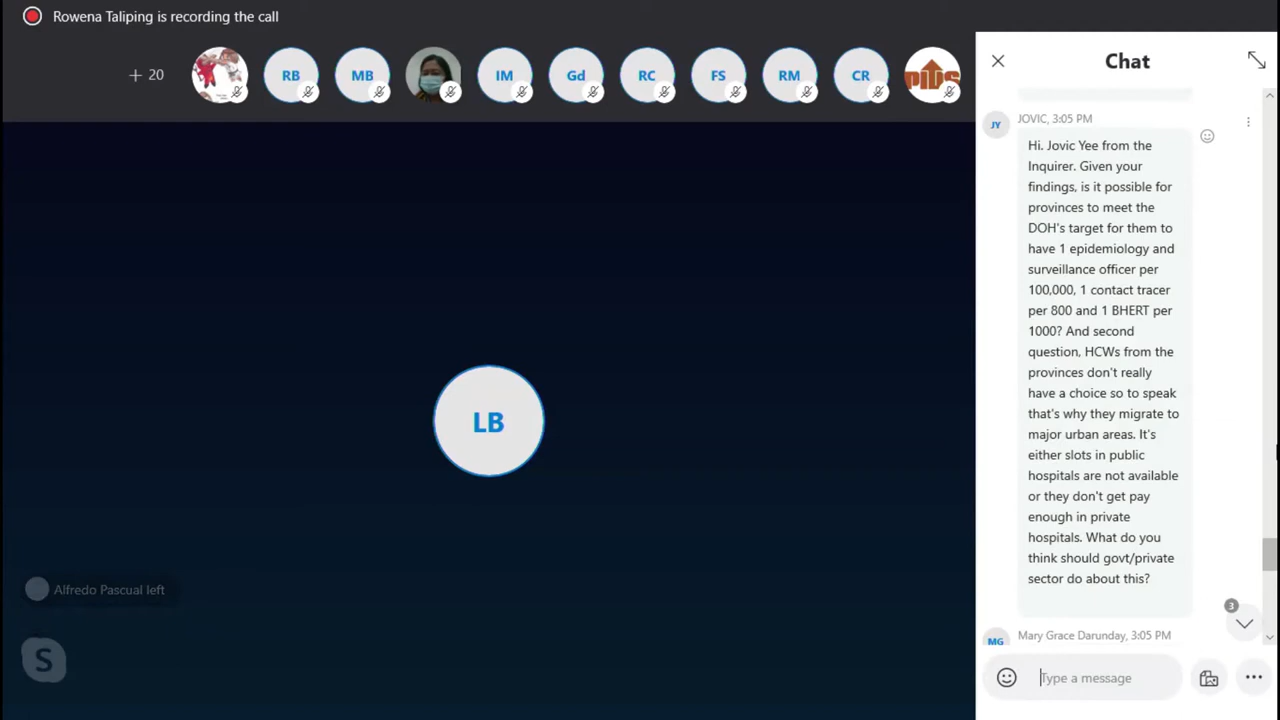 Rowena Taliping is recording the call
+ 20
RB
MB
IM
Gd
RC
FS
RM
CR
PIDS
LB
Alfredo Pascual left
S
Chat
JY
JOVIC, 3:05 PM
Hi. Jovic Yee from the
Inquirer. Given your
findings, is it possible for
provinces to meet the
DOH's target for them to
have 1 epidemiology and
surveillance officer per
100,000, 1 contact tracer
per 800 and 1 BHERT per
1000? And second
question, HCWs from the
provinces don't really
have a choice so to speak
that's why they migrate to
major urban areas. It's
either slots in public
hospitals are not available
or they don't get pay
enough in private
hospitals. What do you
think should govt/private
sector do about this?
3
MG
Mary Grace Darunday, 3:05 PM
Type a message